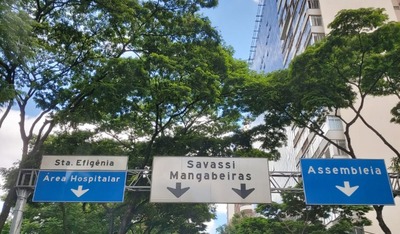 Sta. Efigênia
Área Hospitalar
Savassi
Mangabeiras
Assembleia